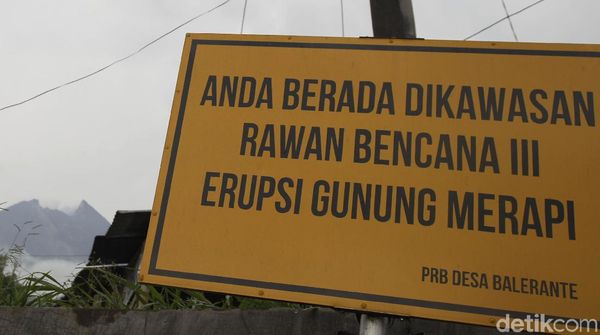 ANDA BERADA DIKAWASAN
RAWAN BENCANA III
ERUPSI GUNUNG MERAPI
PRB DESA BALERANTE
detikcom